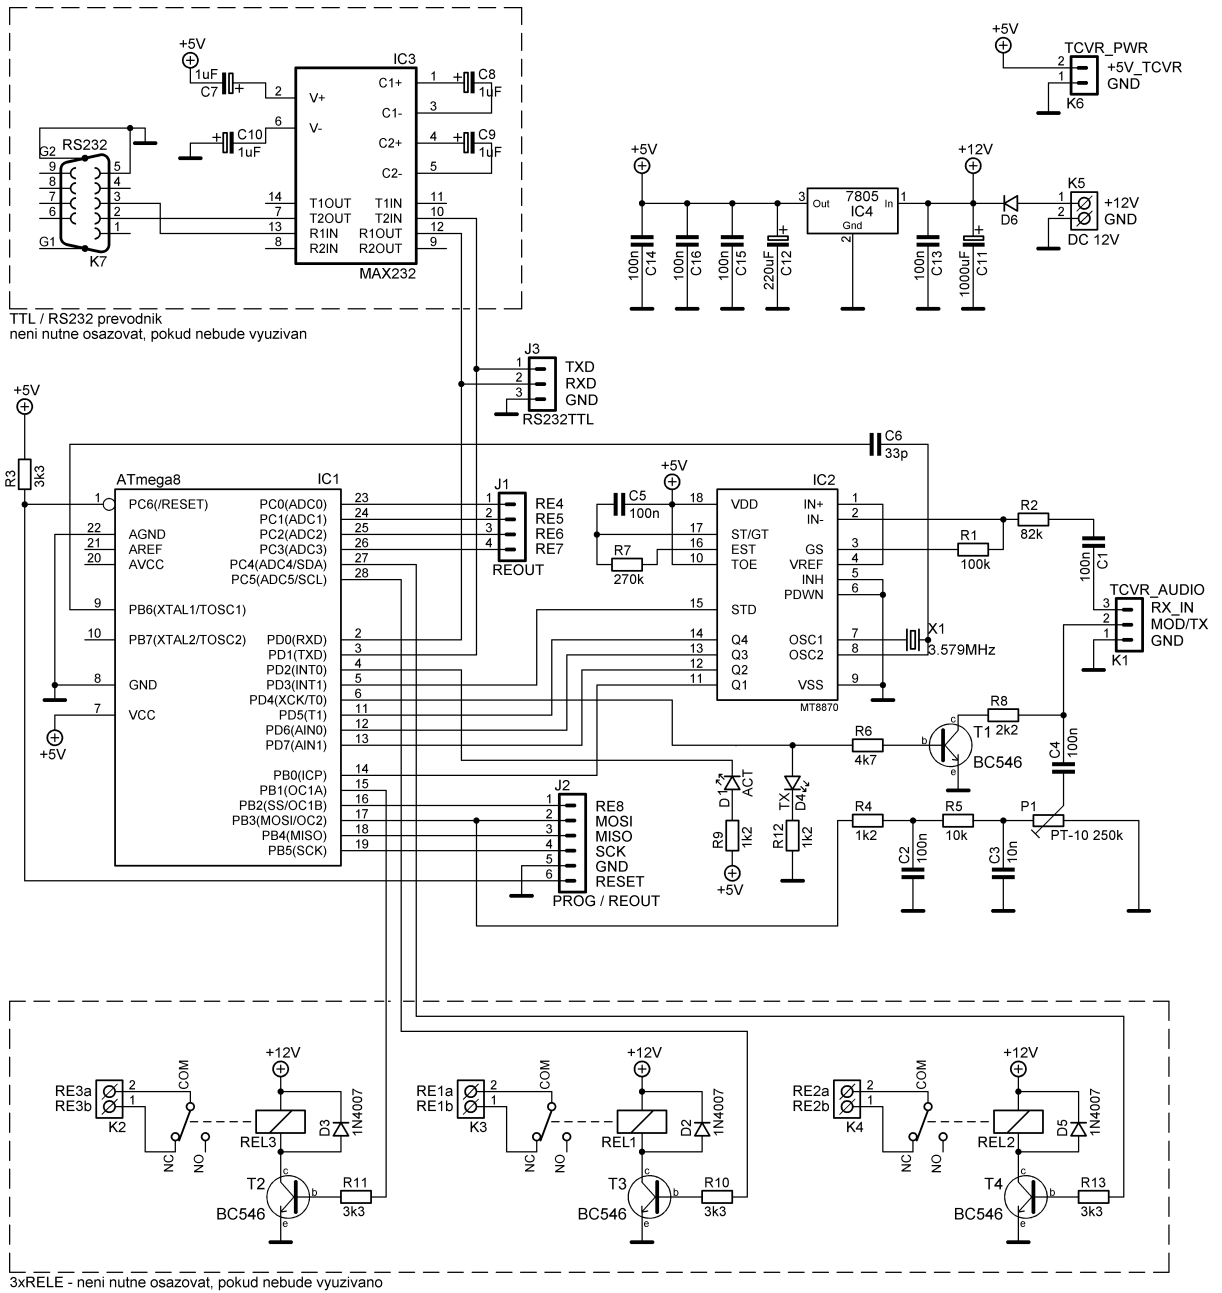 +5V
1uF
C7
IC3
MAX232
2 V+
6 V-
C10
1uF
C1+ 1
C1- 3
C2+ 4
C2- 5
C8
1uF
C9
1uF
14 T1OUT
7 T2OUT
13 R1IN
8 R2IN
T1IN 11
T2IN 10
R1OUT 12
R2OUT 9
G2
RS232
9
8
7
6
5
4
3
2
1
G1
K7
TTL / RS232 prevodnik
neni nutne osazovat, pokud nebude vyuzivan
+5V
TCVR_PWR
2 +5V_TCVR
1 GND
K6
+5V
+12V
7805
IC4
3 Out
In 1
Gnd
2
D6
K5
1 +12V
2 GND
DC 12V
100n C14
100n C16
100n C15
220uF C12
100n C13
1000uF C11
J3
1 TXD
2 RXD
3 GND
RS232TTL
+5V
R3
3k3
ATmega8
IC1
1 PC6(/RESET)
22 AGND
21 AREF
20 AVCC
9 PB6(XTAL1/TOSC1)
10 PB7(XTAL2/TOSC2)
8 GND
7 VCC
+5V
PC0(ADC0) 23
PC1(ADC1) 24
PC2(ADC2) 25
PC3(ADC3) 26
PC4(ADC4/SDA) 27
PC5(ADC5/SCL) 28
PD0(RXD) 2
PD1(TXD) 3
PD2(INT0) 4
PD3(INT1) 5
PD4(XCK/T0) 6
PD5(T1) 11
PD6(AIN0) 12
PD7(AIN1) 13
PB0(ICP) 14
PB1(OC1A) 15
PB2(SS/OC1B) 16
PB3(MOSI/OC2) 17
PB4(MISO) 18
PB5(SCK) 19
J1
1 RE4
2 RE5
3 RE6
4 RE7
REOUT
J2
1 RE8
2 MOSI
3 MISO
4 SCK
5 GND
6 RESET
PROG / REOUT
+5V
C5
100n
R7
270k
C6
33p
IC2
18 VDD
17 ST/GT
16 EST
10 TOE
15 STD
14 Q4
13 Q3
12 Q2
11 Q1
IN+ 1
IN- 2
GS 3
VREF 4
INH 5
PDWN 6
OSC1 7
OSC2 8
VSS 9
MT8870
X1
3.579MHz
R1
100k
R2
82k
100n C1
TCVR_AUDIO
3 RX_IN
2 MOD/TX
1 GND
K1
R8
2k2
c
b
e
T1
BC546
R6
4k7
C4 100n
D1 ACT
R9 1k2
+5V
TX D4
R12 1k2
R4
1k2
R5
10k
P1
PT-10 250k
C2 100n
C3 10n
RE3a 2
RE3b 1
K2
COM
NC
NO
+12V
REL3
D3 1N4007
c
b
e
T2
BC546
R11
3k3
RE1a 2
RE1b 1
K3
COM
NC
NO
+12V
REL1
D2 1N4007
c
b
e
T3
BC546
R10
3k3
RE2a 2
RE2b 1
K4
COM
NC
NO
+12V
REL2
D5 1N4007
c
b
e
T4
BC546
R13
3k3
3xRELE - neni nutne osazovat, pokud nebude vyuzivano